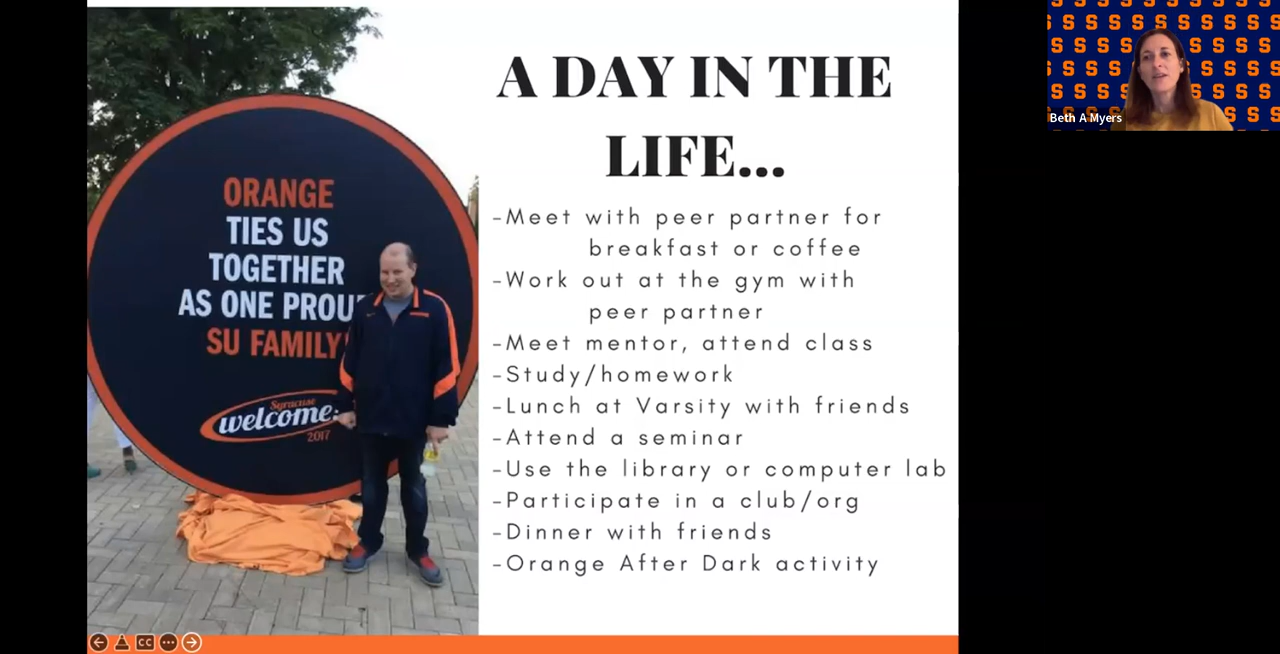 A DAY IN THE
LIFE...
-Meet with peer partner for
breakfast or coffee
-Work out at the gym with
peer partner
-Meet mentor, attend class
-Study/homework
-Lunch at Varsity with friends
-Attend a seminar
-Use the library or computer lab
-Participate in a club/org
-Dinner with friends
-Orange After Dark activity
ORANGE
TIES US
TOGETHER
AS ONE PROU
SU FAMILY
Syracuse
welcome
2017
CC
Beth A Myers